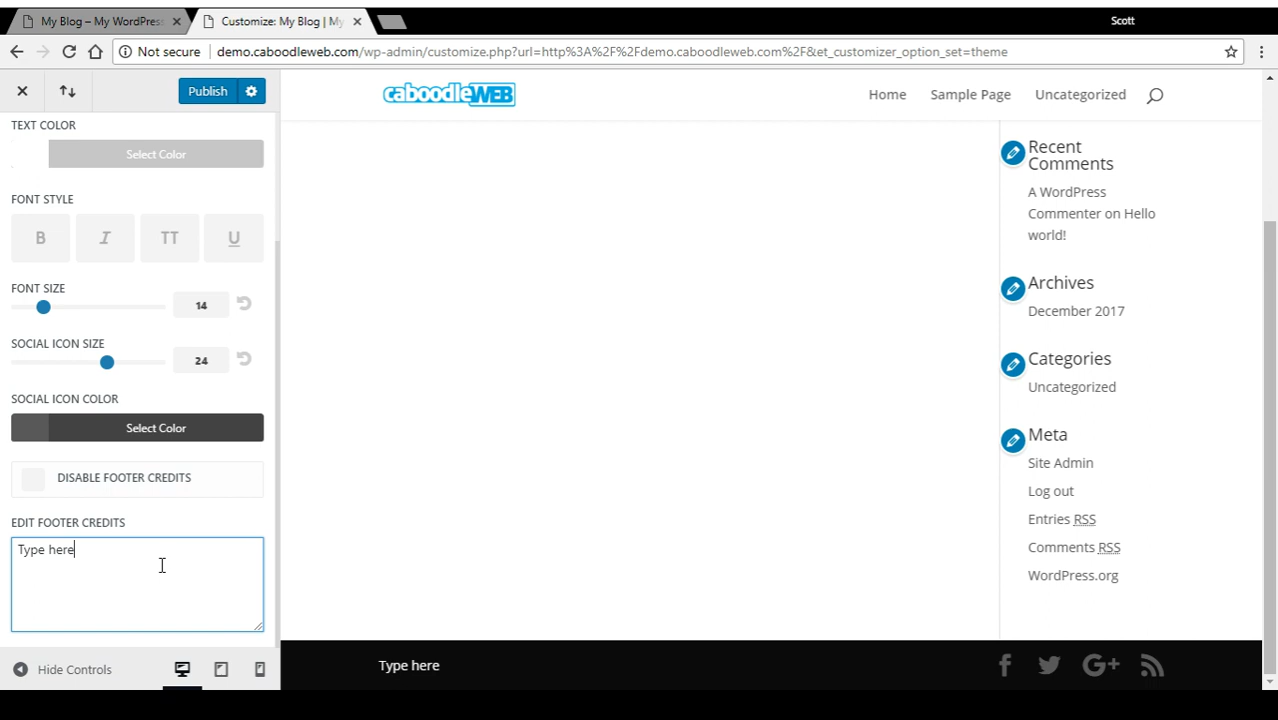 My Blog – My WordPress
Customize: My Blog | My
Scott
Not secure
demo.caboodleweb.com/wp-admin/customize.php?url=http%3A%2F%2Fdemo.caboodleweb.com%2F&et_customizer_option_set=theme
Publish
caboodleWEB
Home
Sample Page
Uncategorized
TEXT COLOR
Select Color
FONT STYLE
B
I
TT
U
FONT SIZE
14
SOCIAL ICON SIZE
24
SOCIAL ICON COLOR
Select Color
DISABLE FOOTER CREDITS
EDIT FOOTER CREDITS
Type here
Hide Controls
Recent
Comments
A WordPress
Commenter on Hello
world!
Archives
December 2017
Categories
Uncategorized
Meta
Site Admin
Log out
Entries RSS
Comments RSS
WordPress.org
Type here